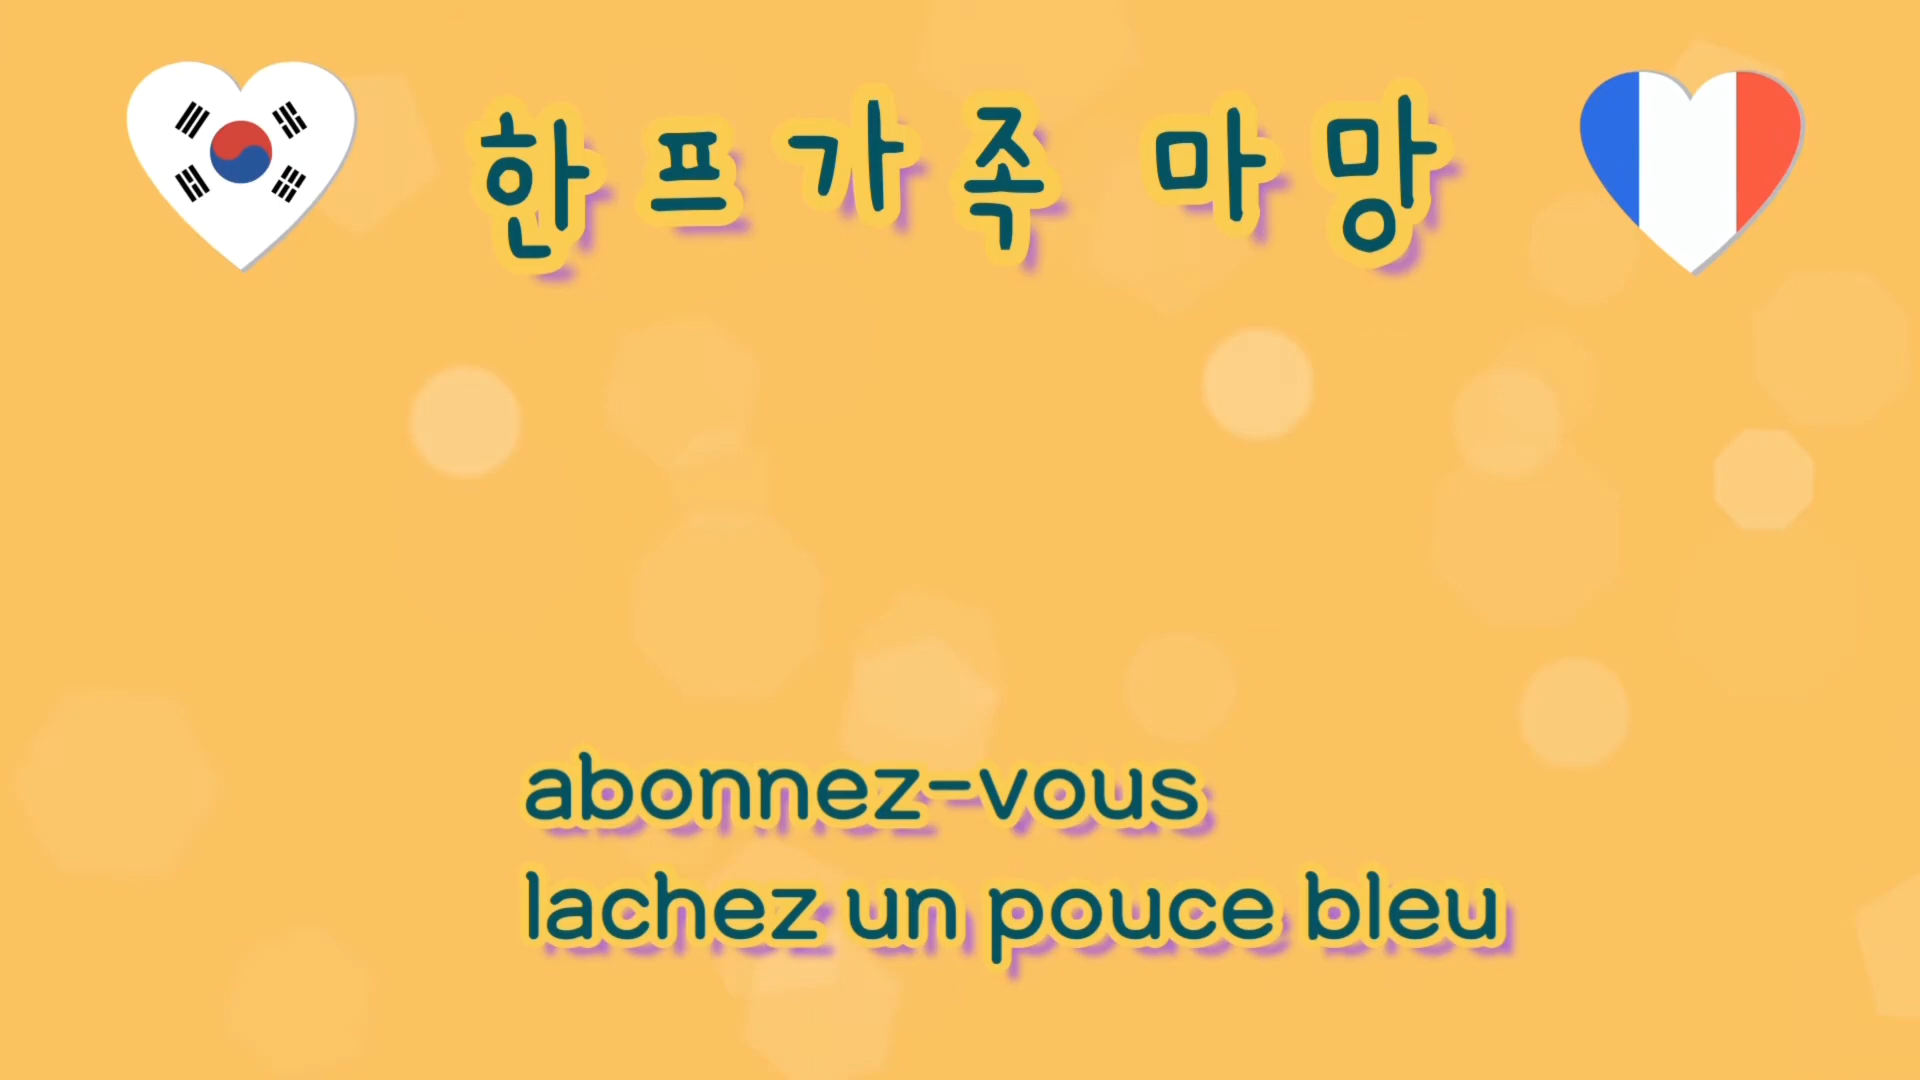 한프가족 마망
abonnez-vous
lachez un pouce bleu